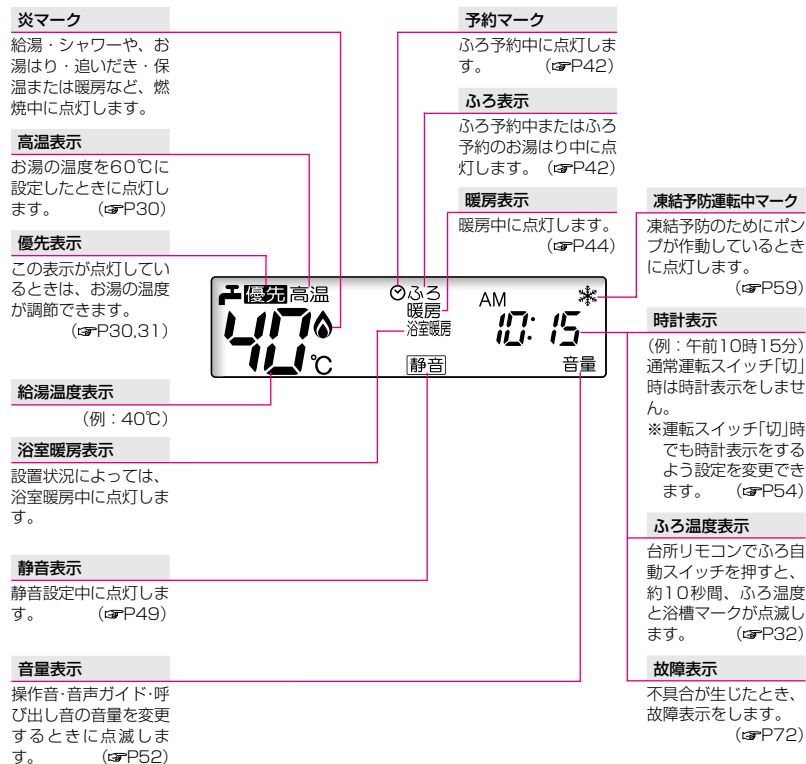 炎マーク
給湯・シャワーや、お
湯はり・追いだき・保
温または暖房など、燃
焼中に点灯します。
高温表示
お湯の温度を60℃に
設定したときに点灯し
ます。 (☞P30)
優先表示
この表示が点灯してい
るときは、お湯の温度
が調節できます。
(☞P30,31)
給湯温度表示
(例：40℃)
浴室暖房表示
設置状況によっては、
浴室暖房中に点灯しま
す。
静音表示
静音設定中に点灯しま
す。 (☞P49)
音量表示
操作音・音声ガイド・呼
び出し音の音量を変更
するときに点滅しま
す。 (☞P52)
優先 高温
40℃
ふろ
暖房
浴室暖房
静音
AM
10:15
音量
予約マーク
ふろ予約中に点灯しま
す。 (☞P42)
ふろ表示
ふろ予約中またはふろ
予約のお湯はり中に点
灯します。(☞P42)
暖房表示
暖房中に点灯します。
(☞P44)
凍結予防運転中マーク
凍結予防のためにポン
プが作動しているとき
に点灯します。
(☞P59)
時計表示
(例：午前10時15分)
通常運転スイッチ｢切｣
時は時計表示をしませ
ん。
※運転スイッチ｢切｣時
でも時計表示をする
よう設定を変更でき
ます。 (☞P54)
ふろ温度表示
台所リモコンでふろ自
動スイッチを押すと、
約10秒間、ふろ温度
と浴槽マークが点滅し
ます。 (☞P32)
故障表示
不具合が生じたとき、
故障表示をします。
(☞P72)